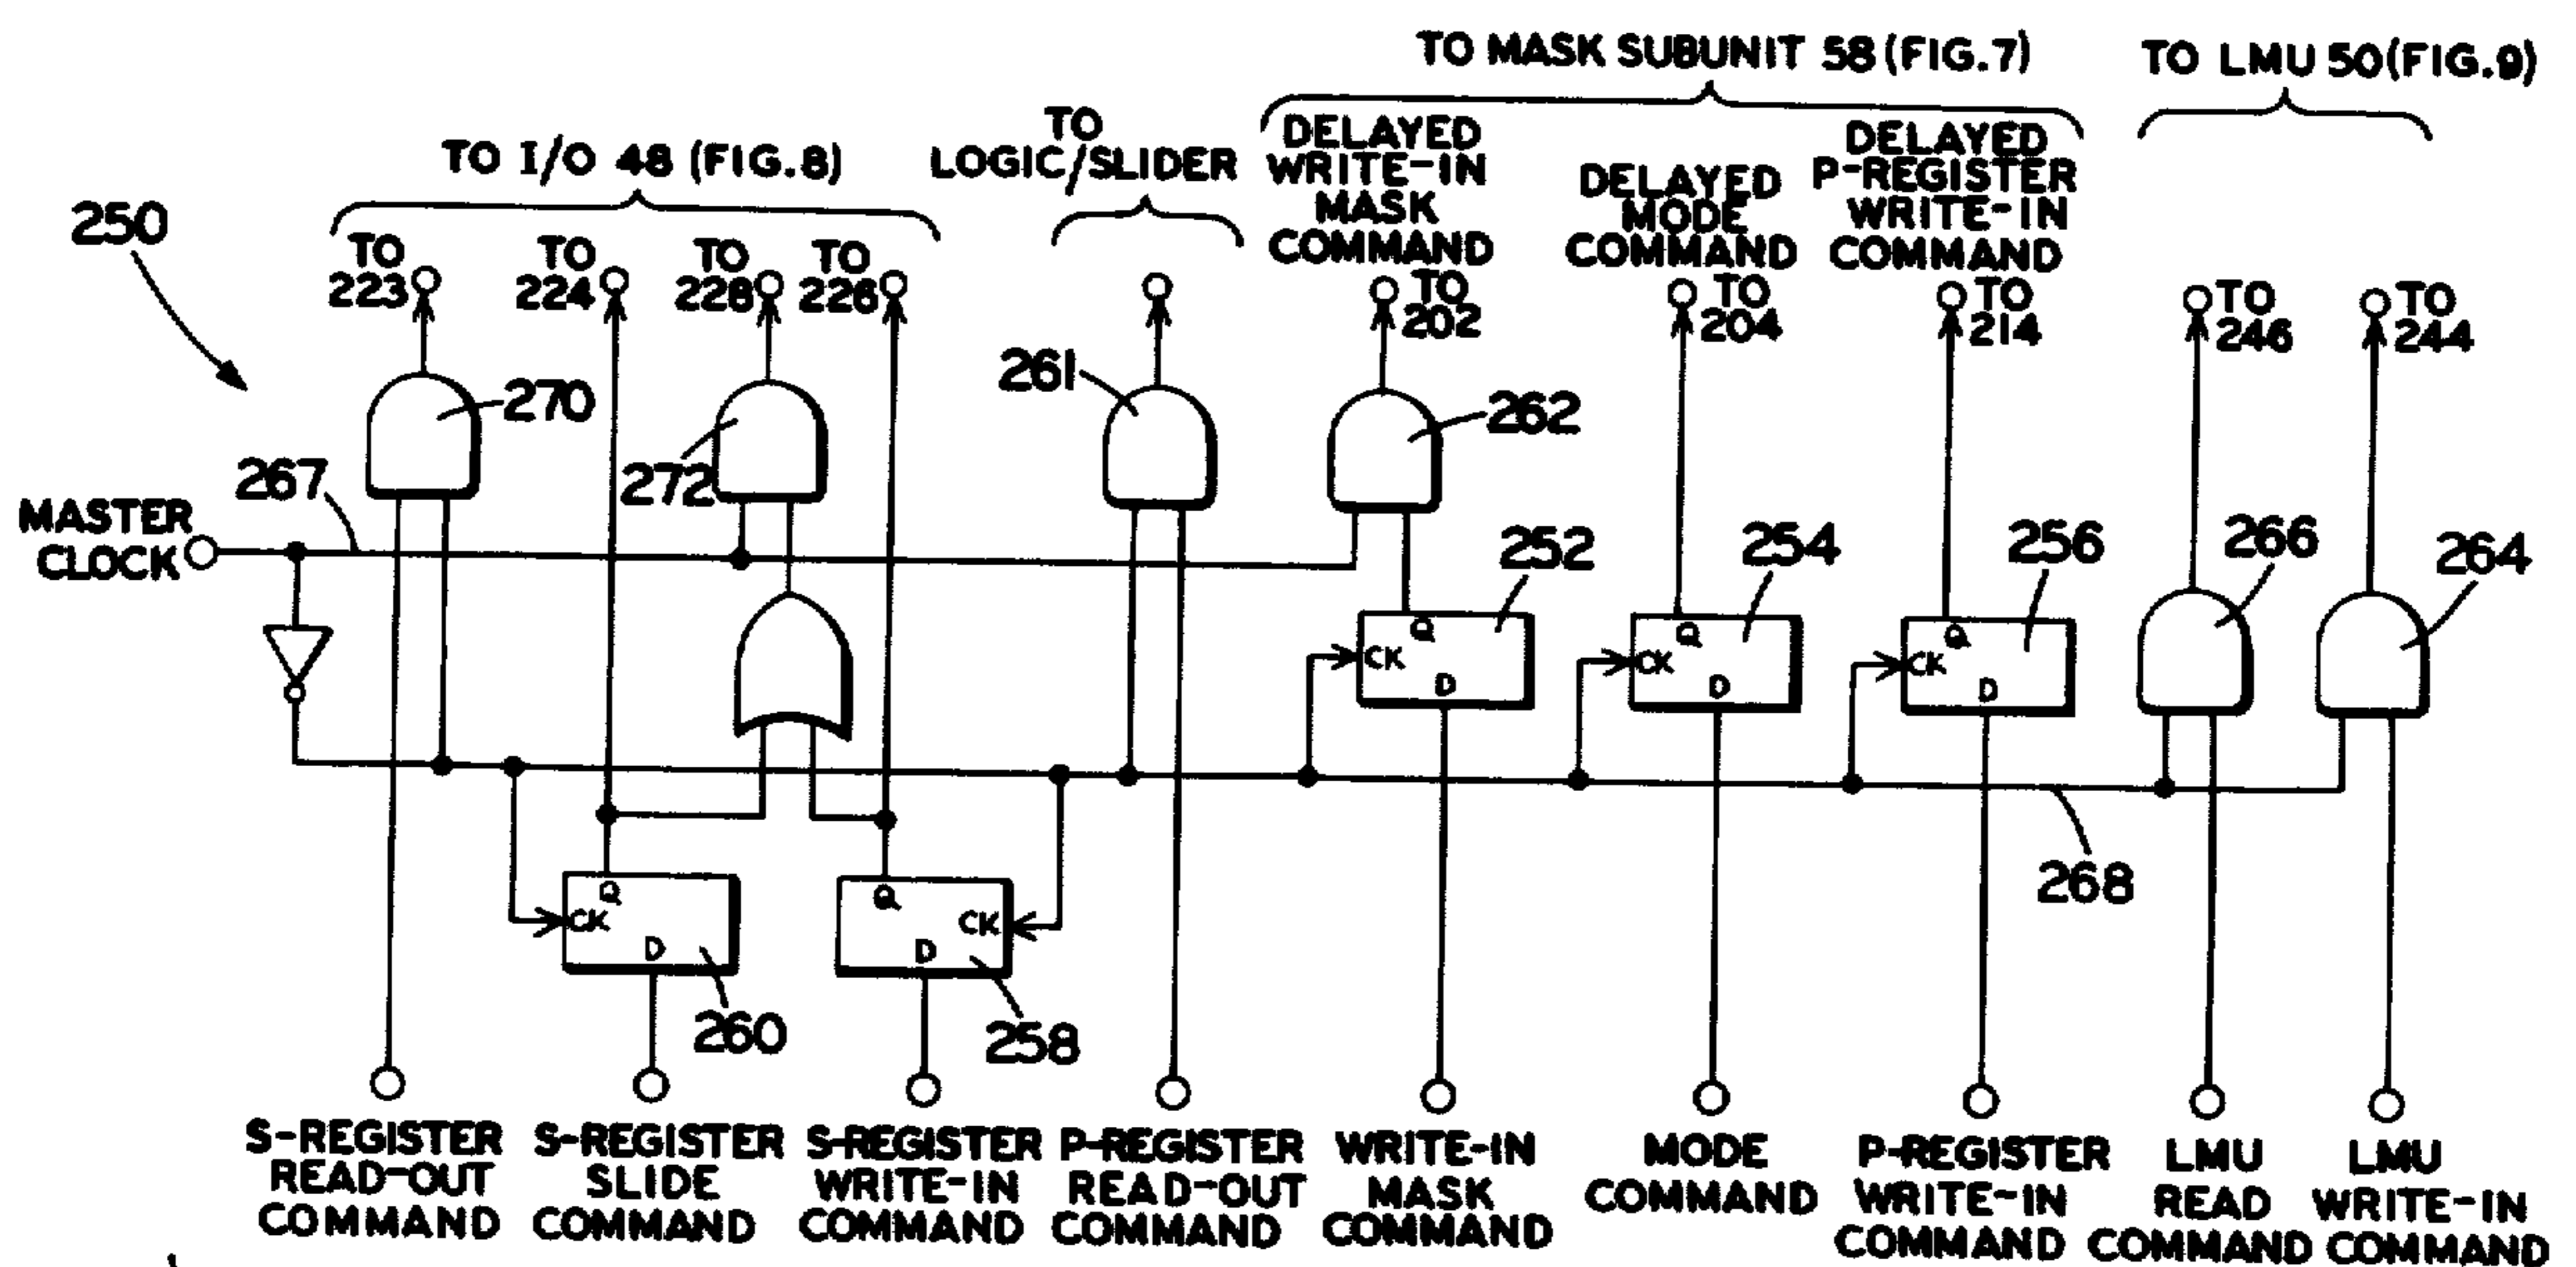 TO MASK SUBUNIT 58 (FIG.7)
TO LMU 50(FIG.9)
TO I/O 48 (FIG.8)
TO
LOGIC/SLIDER
DELAYED
WRITE-IN
MASK
COMMAND
DELAYED
MODE
COMMAND
DELAYED
P-REGISTER
WRITE-IN
COMMAND
250
TO
223
TO
224
TO
228
TO
226
TO
202
TO
204
TO
214
TO
246
TO
244
270
272
261
262
267
MASTER
CLOCK
252
254
256
266
264
Q
CK
D
Q
CK
D
Q
CK
D
268
Q
CK
D
Q
CK
D
260
258
S-REGISTER
READ-OUT
COMMAND
S-REGISTER
SLIDE
COMMAND
S-REGISTER
WRITE-IN
COMMAND
P-REGISTER
READ-OUT
COMMAND
WRITE-IN
MASK
COMMAND
MODE
COMMAND
P-REGISTER
WRITE-IN
COMMAND
LMU
READ
COMMAND
LMU
WRITE-IN
COMMAND